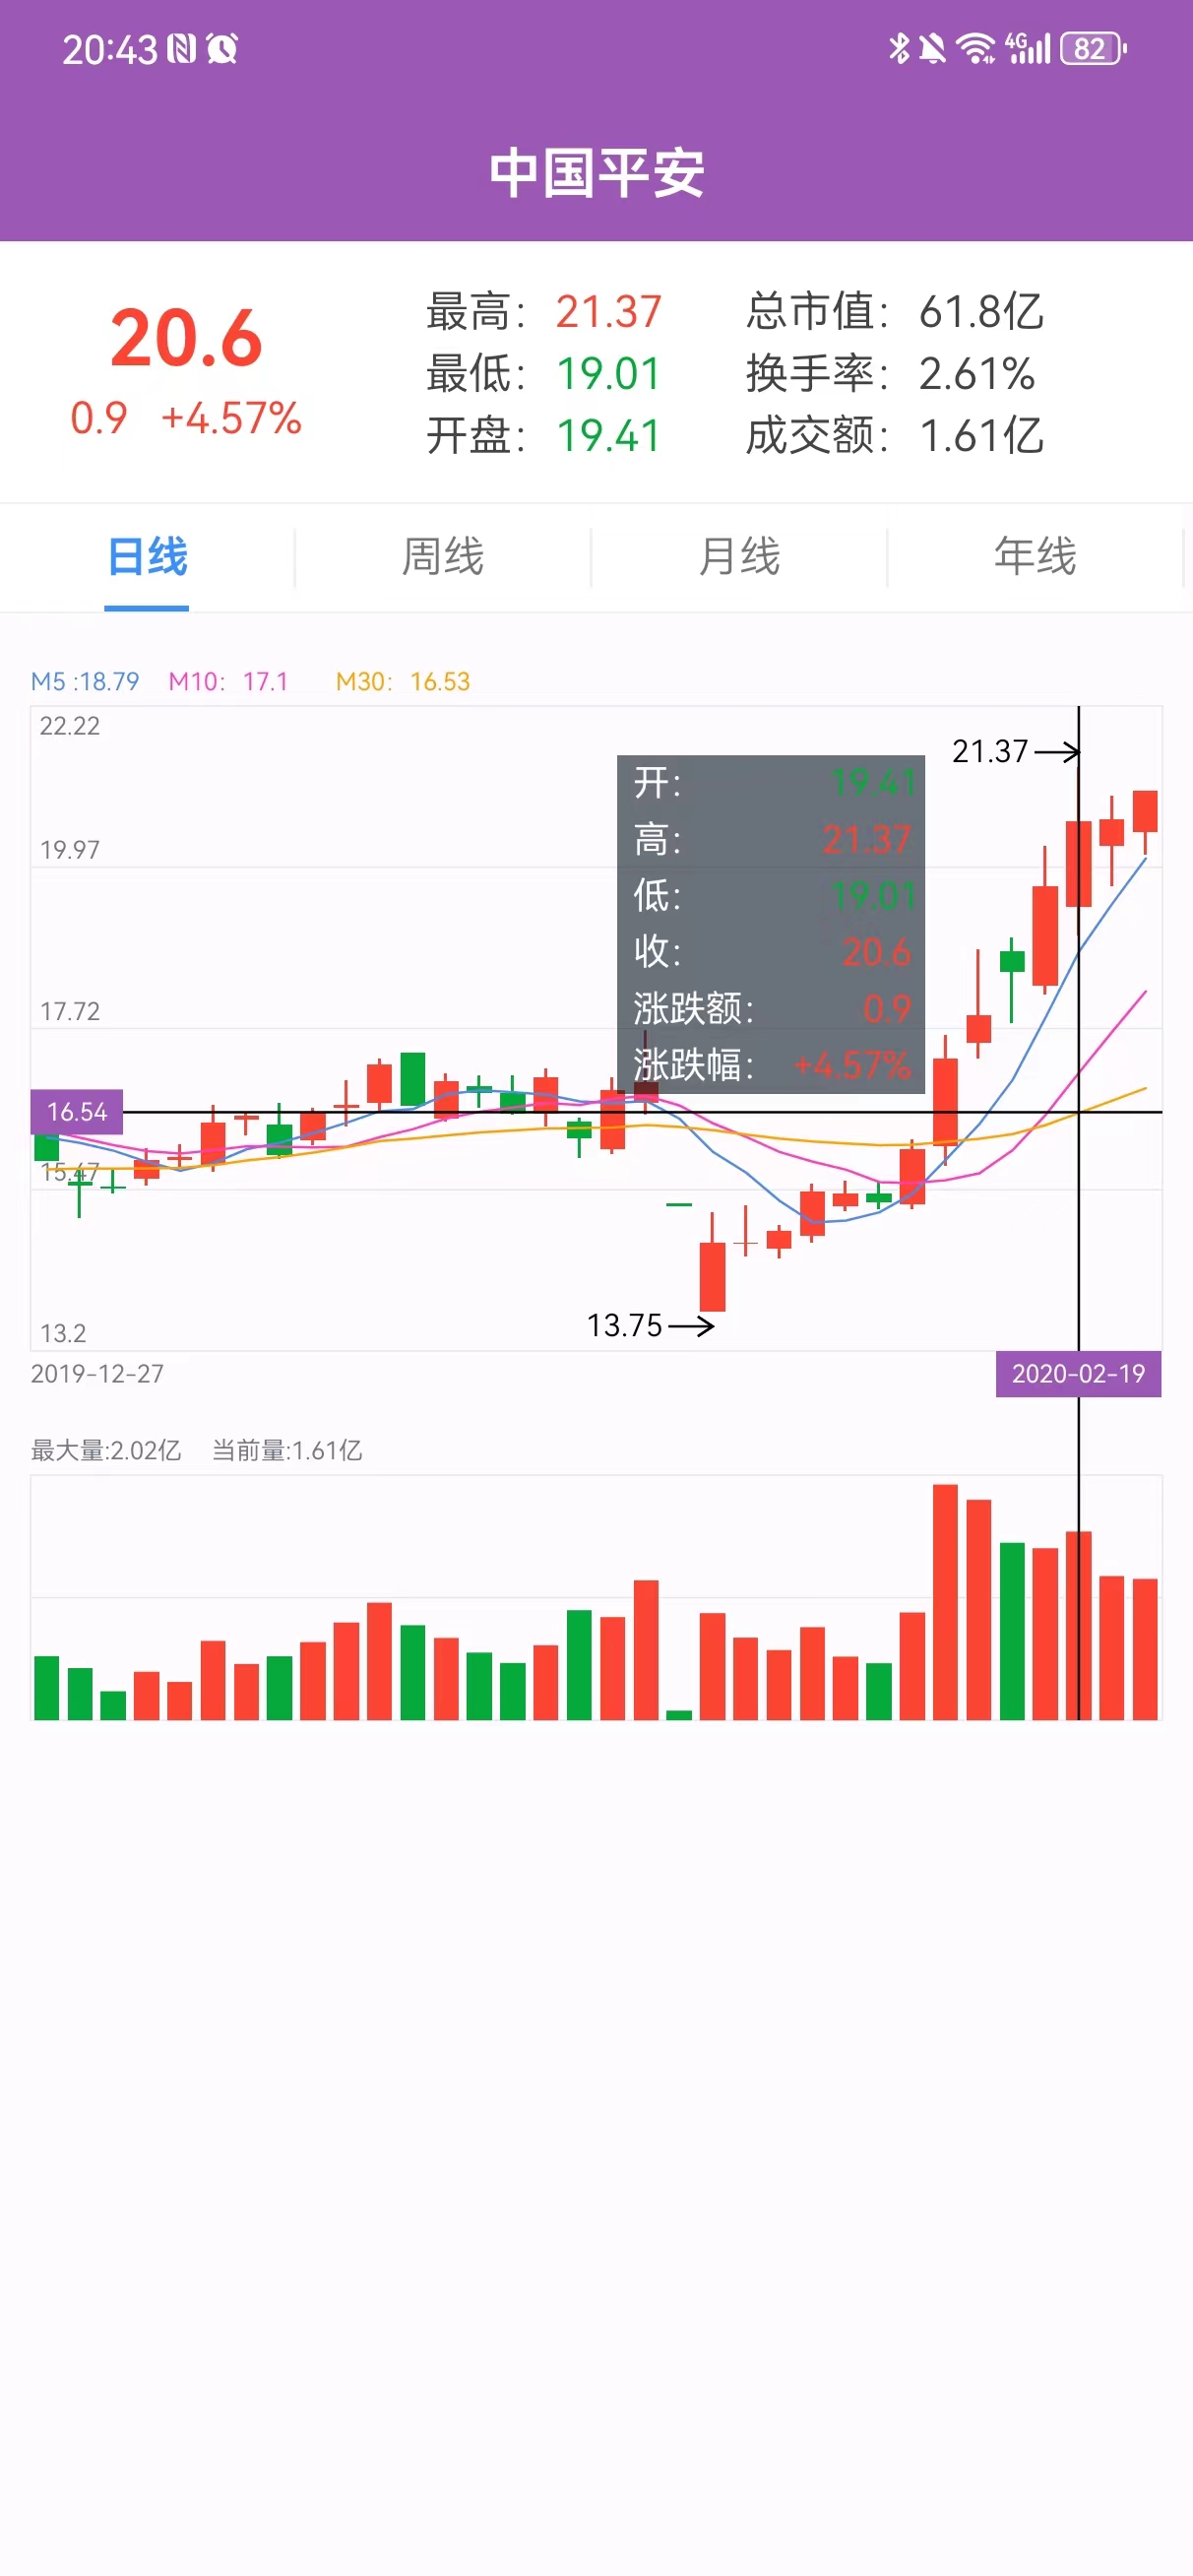 20:43 4G 82
中国平安
20.6
0.9 +4.57%
最高：21.37
最低：19.01
开盘：19.41
总市值：61.8亿
换手率：2.61%
成交额：1.61亿
日线 周线 月线 年线
M5 :18.79 M10： 17.1 M30： 16.53
22.22
21.37
19.97
17.72
16.54
15.47
13.2
开： 19.41
高： 21.37
低： 19.01
收： 20.6
涨跌额： 0.9
涨跌幅： +4.57%
13.75
2019-12-27 2020-02-19
最大量:2.02亿 当前量:1.61亿